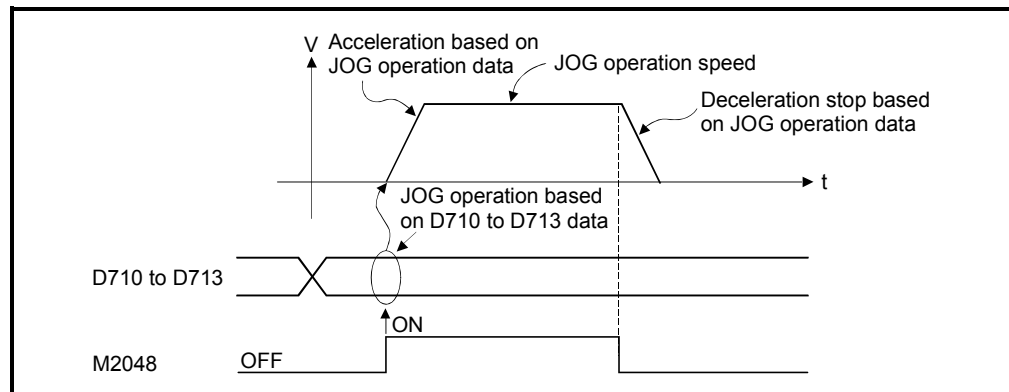 V
Acceleration based on
JOG operation data
JOG operation speed
Deceleration stop based
on JOG operation data
t
JOG operation based
on D710 to D713 data
D710 to D713
ON
M2048
OFF